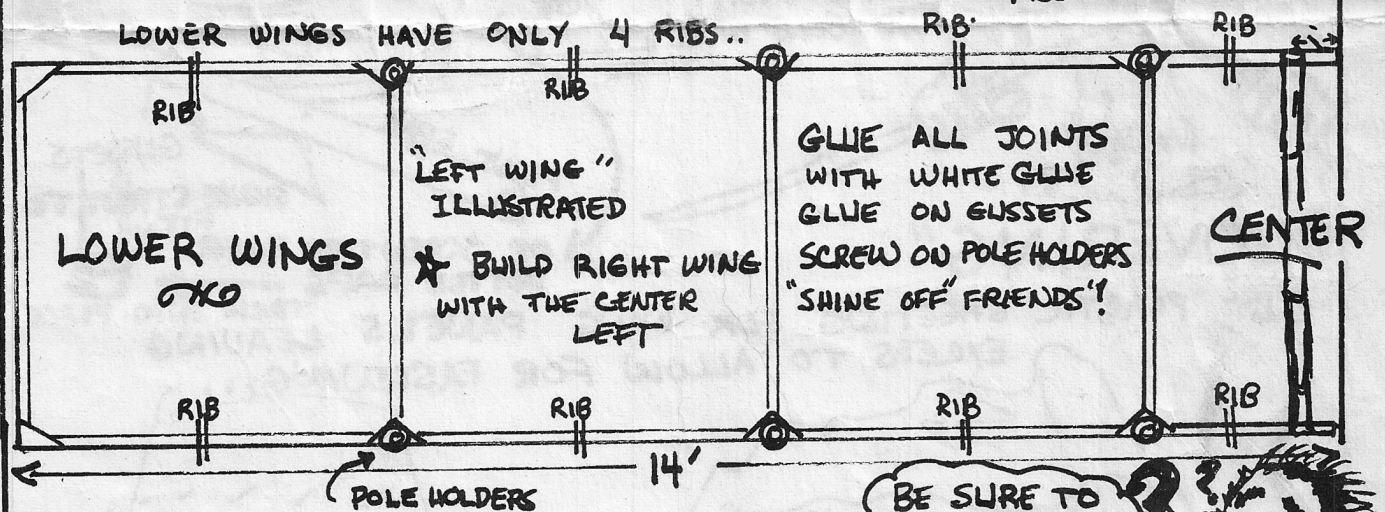 LOWER WINGS HAVE ONLY 4 RIBS..
RIB
RIB
RIB
RIB
"LEFT WING"
ILLUSTRATED
LOWER WINGS
☆ BUILD RIGHT WING
WITH THE CENTER
LEFT
GLUE ALL JOINTS
WITH WHITE GLUE
GLUE ON GUSSETS
SCREW ON POLE HOLDERS
"SHINE OFF" FRIENDS"!
CENTER
RIB
RIB
RIB
RIB
14'
POLE HOLDERS
BE SURE TO